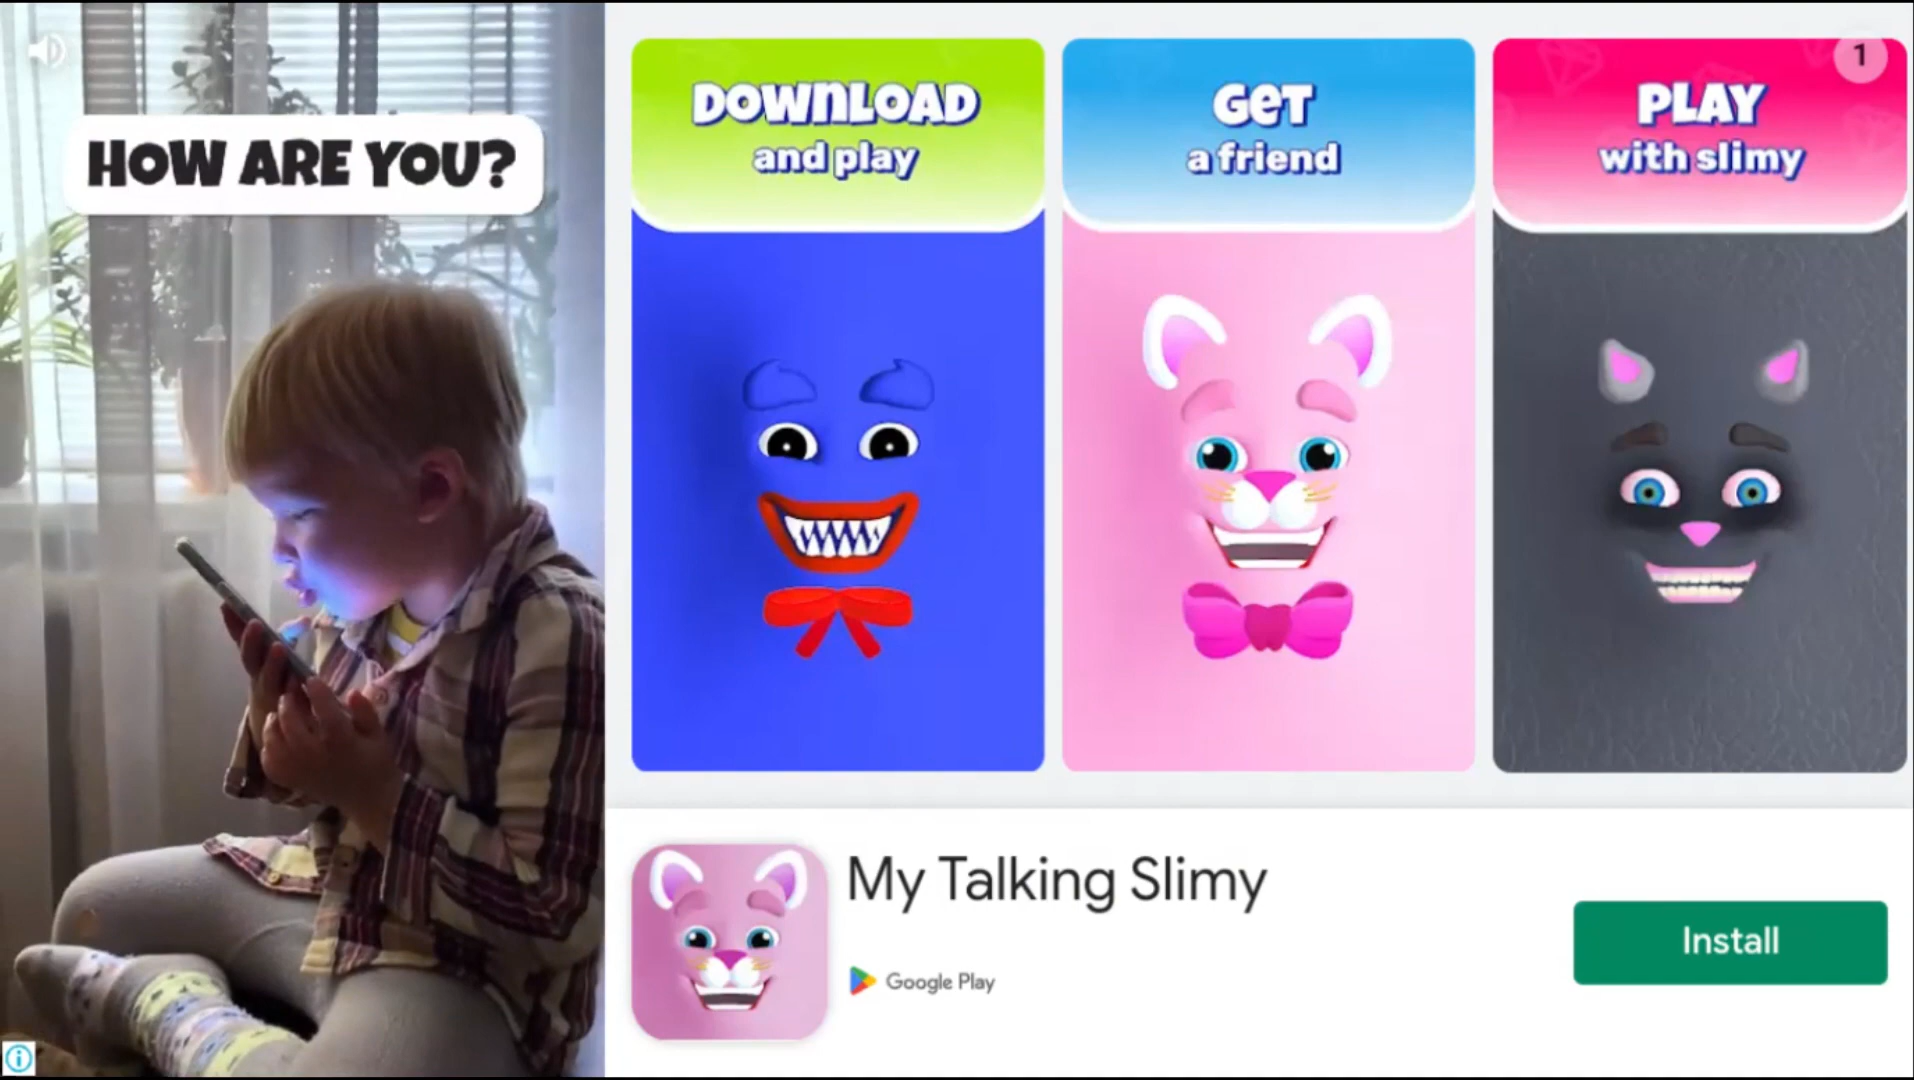 HOW ARE YOU?
DOWNLOAD
and play
GET
a friend
PLAY
with slimy
1
My Talking Slimy
Google Play
Install